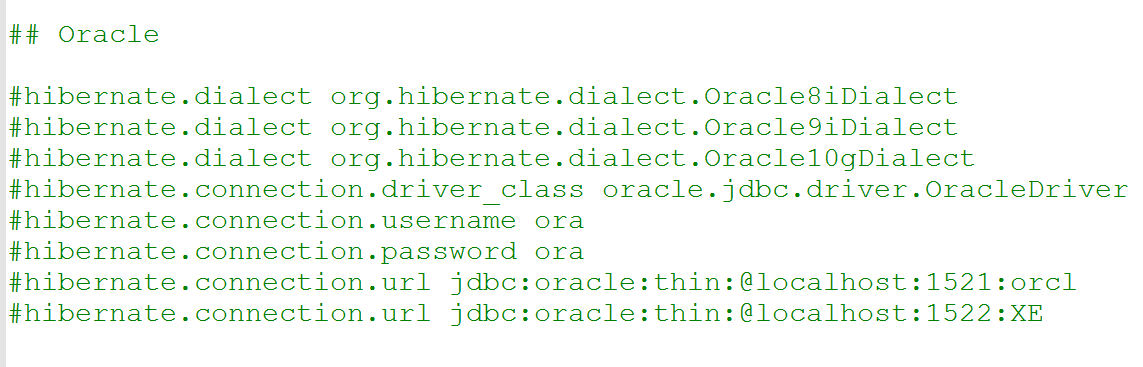 ## Oracle
#hibernate.dialect org.hibernate.dialect.Oracle8iDialect
#hibernate.dialect org.hibernate.dialect.Oracle9iDialect
#hibernate.dialect org.hibernate.dialect.Oracle10gDialect
#hibernate.connection.driver_class oracle.jdbc.driver.OracleDriver
#hibernate.connection.username ora
#hibernate.connection.password ora
#hibernate.connection.url jdbc:oracle:thin:@localhost:1521:orcl
#hibernate.connection.url jdbc:oracle:thin:@localhost:1522:XE